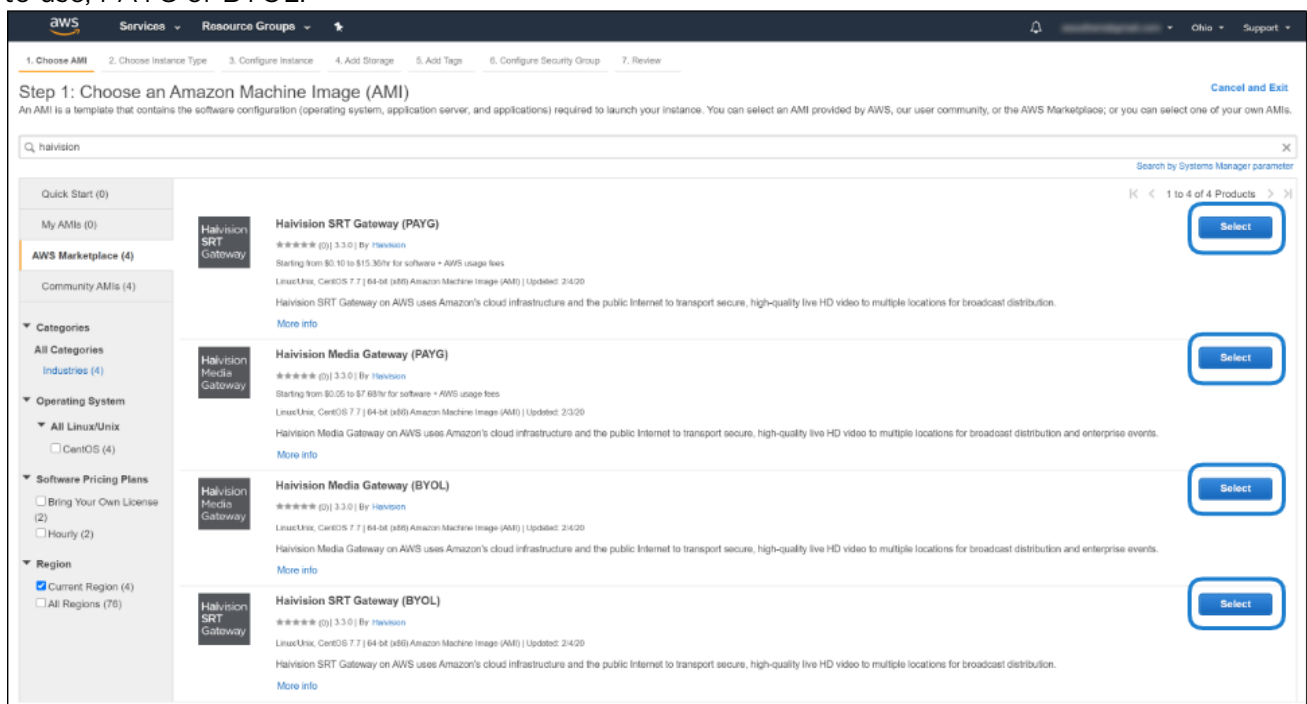 to use, PAYG or BYOL.
aws Services Resource Groups Ohio Support
1. Choose AMI 2. Choose Instance Type 3. Configure Instance 4. Add Storage 5. Add Tags 6. Configure Security Group 7. Review
Step 1: Choose an Amazon Machine Image (AMI) Cancel and Exit
An AMI is a template that contains the software configuration (operating system, application server, and applications) required to launch your instance. You can select an AMI provided by AWS, our user community, or the AWS Marketplace; or you can select one of your own AMIs.
haivision
Search by Systems Manager parameter
Quick Start (0)
My AMIs (0)
AWS Marketplace (4)
Community AMIs (4)
Categories
All Categories
Industries (4)
Operating System
All Linux/Unix
CentOS (4)
Software Pricing Plans
Bring Your Own License
(2)
Hourly (2)
Region
Current Region (4)
All Regions (76)
1 to 4 of 4 Products
Haivision
SRT
Gateway
Haivision SRT Gateway (PAYG)
(0) | 3.3.0 | By Haivision
Starting from $0.10 to $15.36/hr for software + AWS usage fees
Linux/Unix, CentOS 7.7 | 64-bit (x86) Amazon Machine Image (AMI) | Updated: 2/4/20
Haivision SRT Gateway on AWS uses Amazon's cloud infrastructure and the public Internet to transport secure, high-quality live HD video to multiple locations for broadcast distribution.
More info
Select
Haivision
Media
Gateway
Haivision Media Gateway (PAYG)
(0) | 3.3.0 | By Haivision
Starting from $0.05 to $7.68/hr for software + AWS usage fees
Linux/Unix, CentOS 7.7 | 64-bit (x86) Amazon Machine Image (AMI) | Updated: 2/3/20
Haivision Media Gateway on AWS uses Amazon's cloud infrastructure and the public Internet to transport secure, high-quality live HD video to multiple locations for broadcast distribution and enterprise events.
More info
Select
Haivision
Media
Gateway
Haivision Media Gateway (BYOL)
(0) | 3.3.0 | By Haivision
Linux/Unix, CentOS 7.7 | 64-bit (x86) Amazon Machine Image (AMI) | Updated: 2/4/20
Haivision Media Gateway on AWS uses Amazon's cloud infrastructure and the public Internet to transport secure, high-quality live HD video to multiple locations for broadcast distribution and enterprise events.
More info
Select
Haivision
SRT
Gateway
Haivision SRT Gateway (BYOL)
(0) | 3.3.0 | By Haivision
Linux/Unix, CentOS 7.7 | 64-bit (x86) Amazon Machine Image (AMI) | Updated: 2/4/20
Haivision SRT Gateway on AWS uses Amazon's cloud infrastructure and the public Internet to transport secure, high-quality live HD video to multiple locations for broadcast distribution.
More info
Select